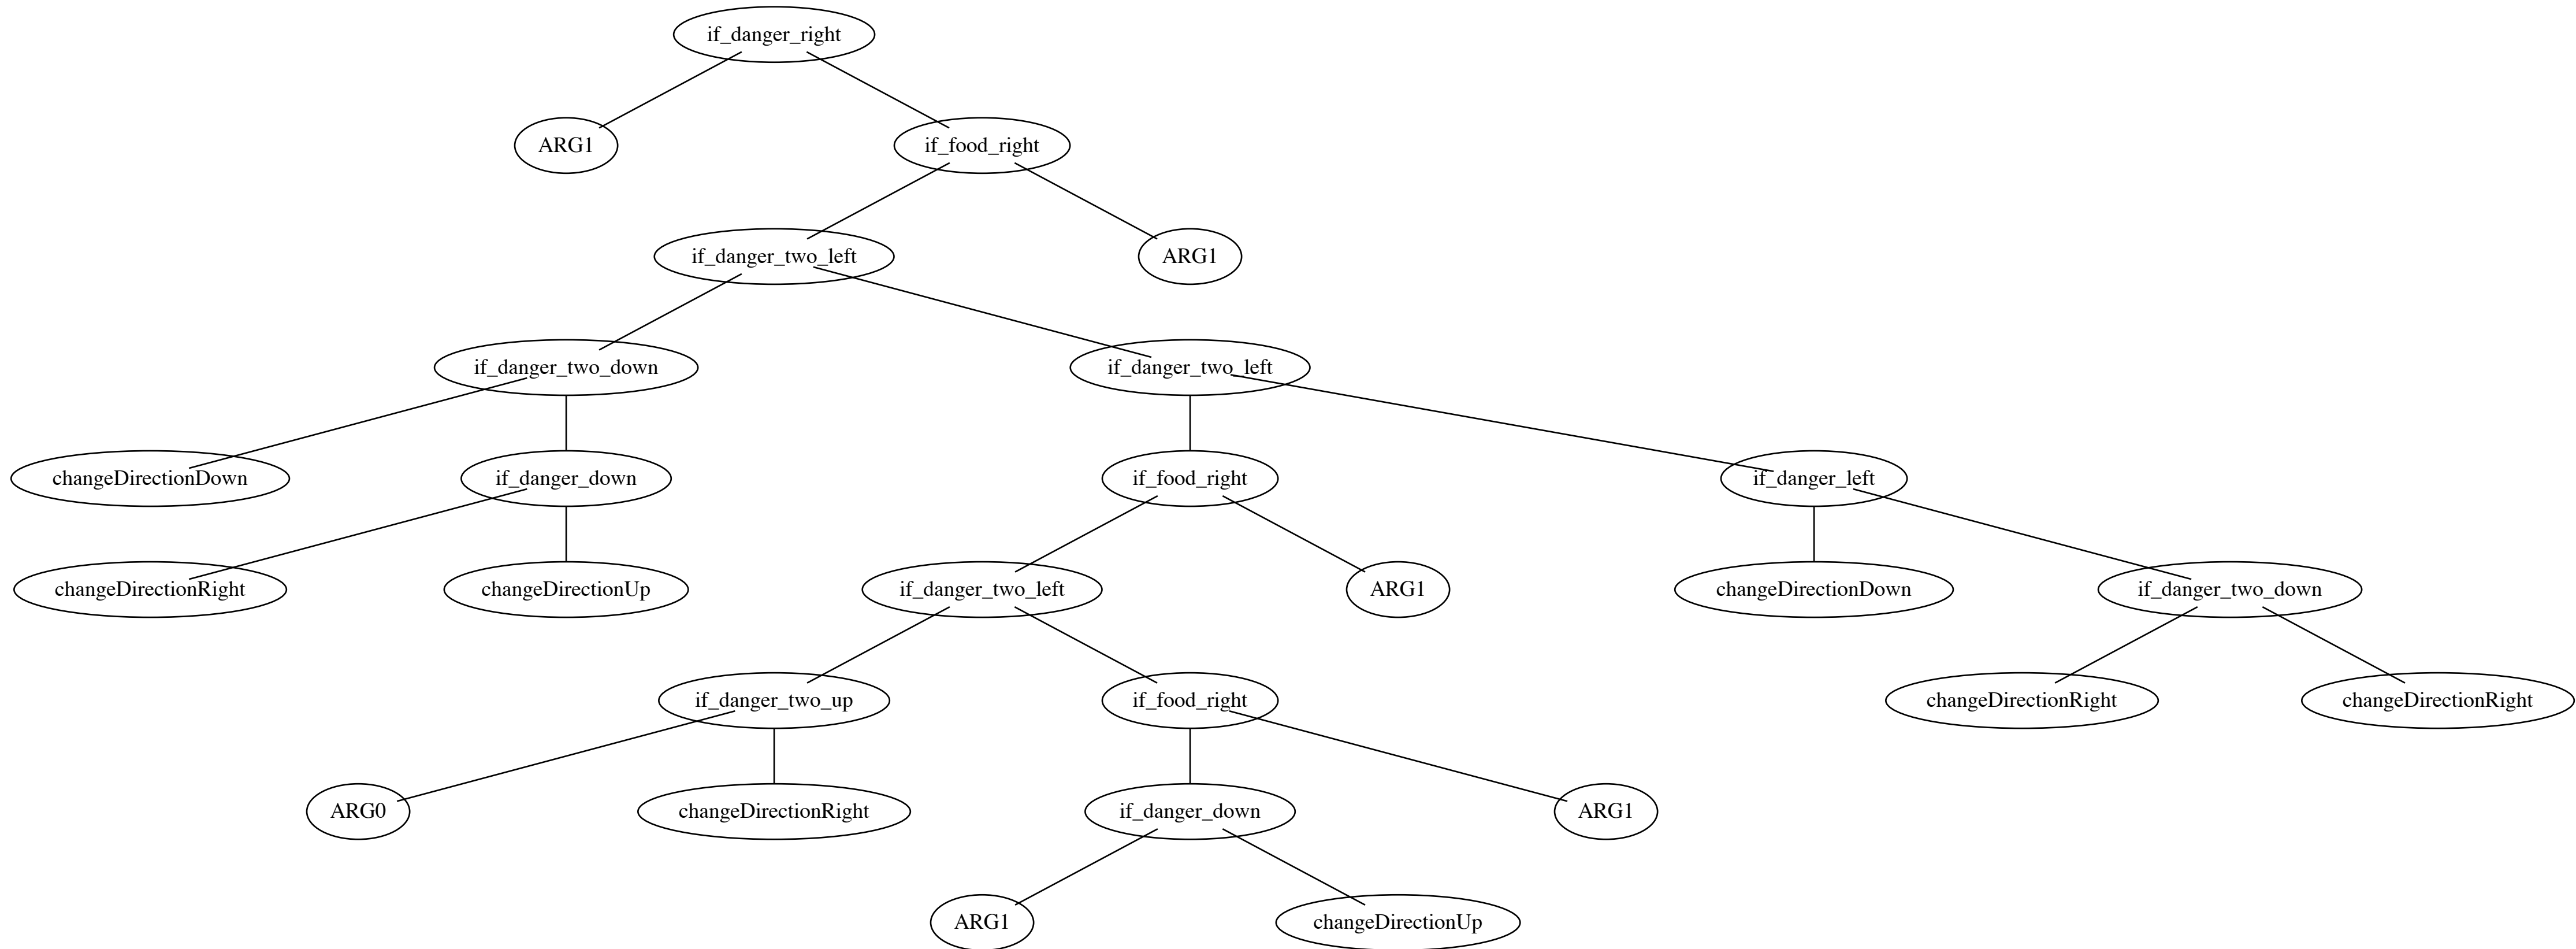 if_danger_right
ARG1
if_food_right
if_danger_two_left
ARG1
if_danger_two_down
if_danger_two_left
changeDirectionDown
if_danger_down
if_food_right
if_danger_left
changeDirectionRight
changeDirectionUp
if_danger_two_left
ARG1
changeDirectionDown
if_danger_two_down
if_danger_two_up
if_food_right
changeDirectionRight
changeDirectionRight
ARG0
changeDirectionRight
if_danger_down
ARG1
ARG1
changeDirectionUp